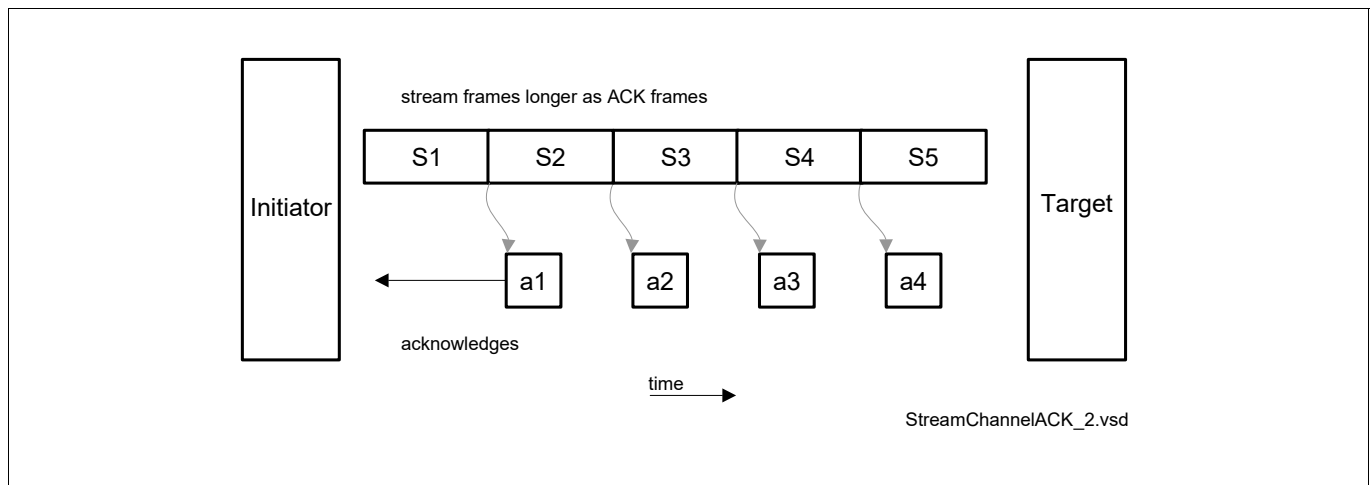 stream frames longer as ACK frames
S1 S2 S3 S4 S5
Initiator
Target
a1 a2 a3 a4
acknowledges
time
StreamChannelACK_2.vsd